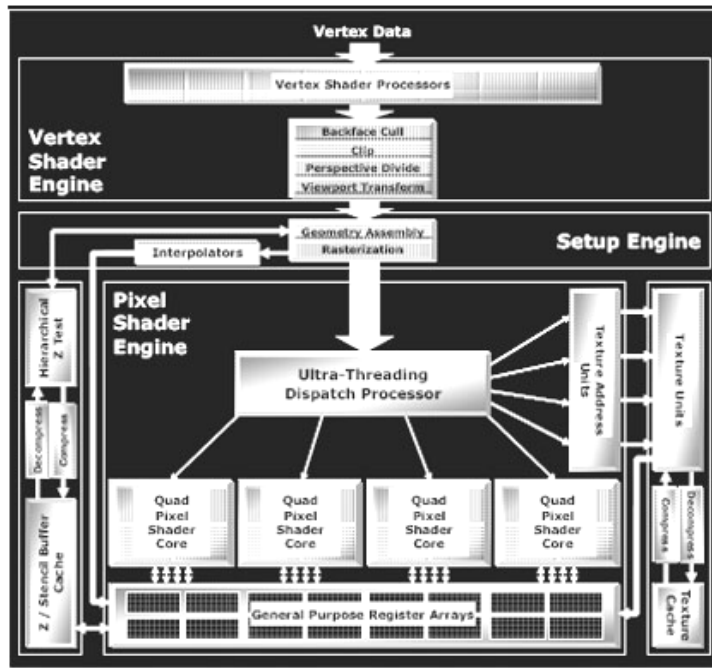 Vertex Data
Vertex Shader Processors
Vertex
Shader
Engine
Backface Cull
Clip
Perspective Divide
Viewport Transform
Geometry Assembly
Rasterization
Setup Engine
Interpolators
Pixel
Shader
Engine
Hierarchical
Z Test
Decompress
Compress
Z / Stencil Buffer
Cache
Ultra-Threading
Dispatch Processor
Texture Address
Units
Texture Units
Quad
Pixel
Shader
Core
Quad
Pixel
Shader
Core
Quad
Pixel
Shader
Core
Quad
Pixel
Shader
Core
Compress
Decompress
Texture
Cache
General Purpose Register Arrays